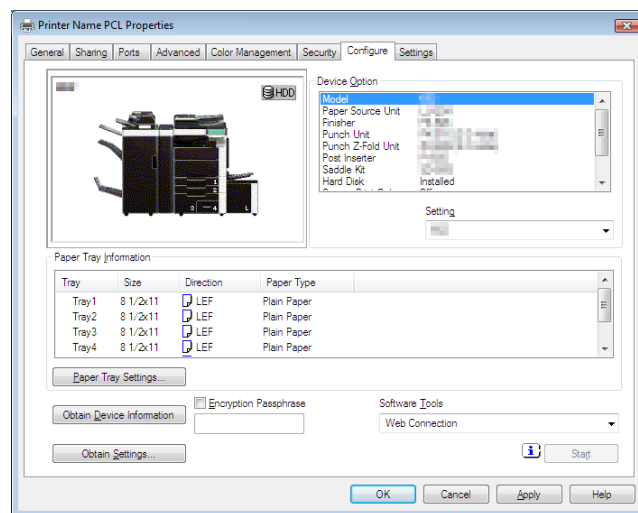 Printer Name PCL Properties
General Sharing Ports Advanced Color Management Security Configure Settings
HDD
1
2
3 4 L
Device Option
Model
Paper Source Unit
Finisher
Punch Unit
Punch Z-Fold Unit
Post Inserter
Saddle Kit
Hard Disk Installed
Setting
Paper Tray Information
Tray Size Direction Paper Type
Tray1 8 1/2x11 LEF Plain Paper
Tray2 8 1/2x11 LEF Plain Paper
Tray3 8 1/2x11 LEF Plain Paper
Tray4 8 1/2x11 LEF Plain Paper
Paper Tray Settings...
Obtain Device Information
Encryption Passphrase
Software Tools
Web Connection
Obtain Settings...
i
Start
OK Cancel Apply Help